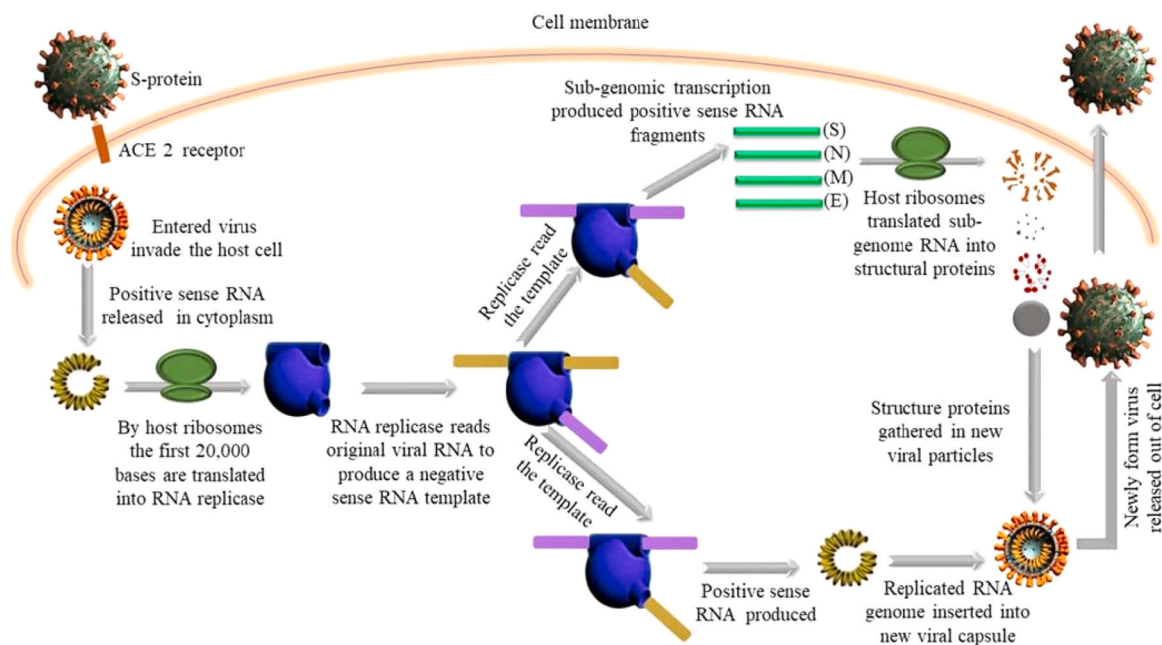 Cell membrane
S-protein
ACE 2 receptor
Entered virus
invade the host cell
Positive sense RNA
released in cytoplasm
By host ribosomes
the first 20,000
bases are translated
into RNA replicase
RNA replicase reads
original viral RNA to
produce a negative
sense RNA template
Replicase read
the template
Sub-genomic transcription
produced positive sense RNA
fragments
(S)
(N)
(M)
(E)
Host ribosomes
translated sub-
genome RNA into
structural proteins
Structure proteins
gathered in new
viral particles
Replicase read
the template
Positive sense
RNA produced
Replicated RNA
genome inserted into
new viral capsule
Newly form virus
released out of cell